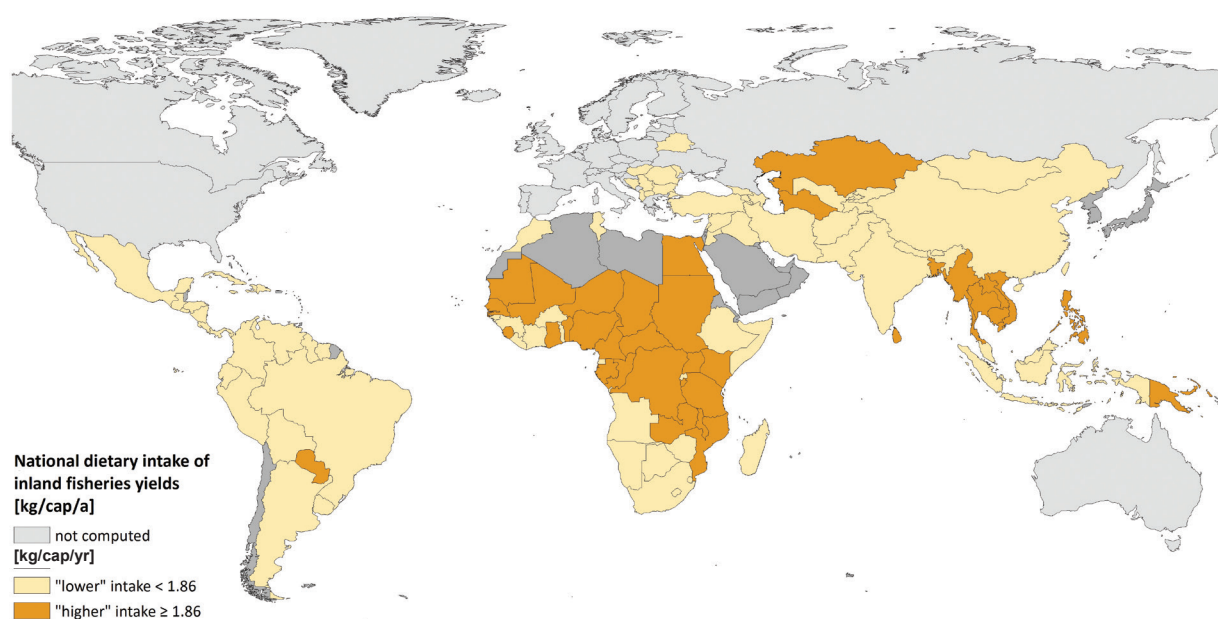 National dietary intake of
inland fisheries yields
[kg/cap/a]
not computed
[kg/cap/yr]
"lower" intake < 1.86
"higher" intake ≥ 1.86